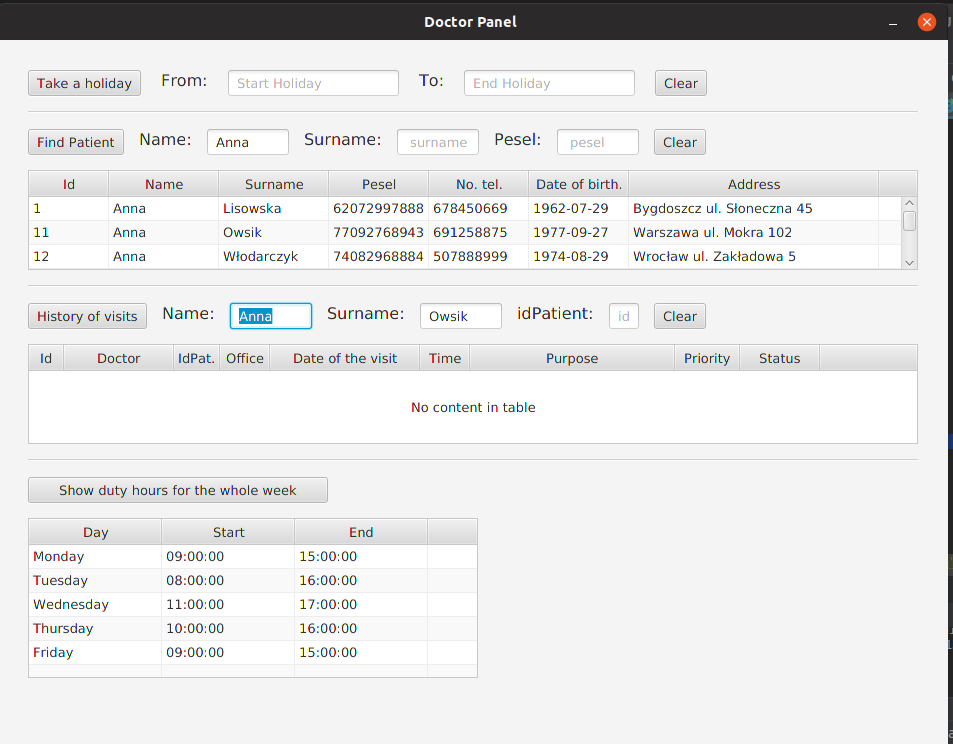 Doctor Panel
Take a holiday From: Start Holiday To: End Holiday Clear
Find Patient Name: Anna Surname: surname Pesel: pesel Clear
Id Name Surname Pesel No. tel. Date of birth. Address
1 Anna Lisowska 62072997888 678450669 1962-07-29 Bygdoszcz ul. Słoneczna 45
11 Anna Owsik 77092768943 691258875 1977-09-27 Warszawa ul. Mokra 102
12 Anna Włodarczyk 74082968884 507888999 1974-08-29 Wrocław ul. Zakładowa 5
History of visits Name: Anna Surname: Owsik idPatient: id Clear
Id Doctor IdPat. Office Date of the visit Time Purpose Priority Status
No content in table
Show duty hours for the whole week
Day Start End
Monday 09:00:00 15:00:00
Tuesday 08:00:00 16:00:00
Wednesday 11:00:00 17:00:00
Thursday 10:00:00 16:00:00
Friday 09:00:00 15:00:00